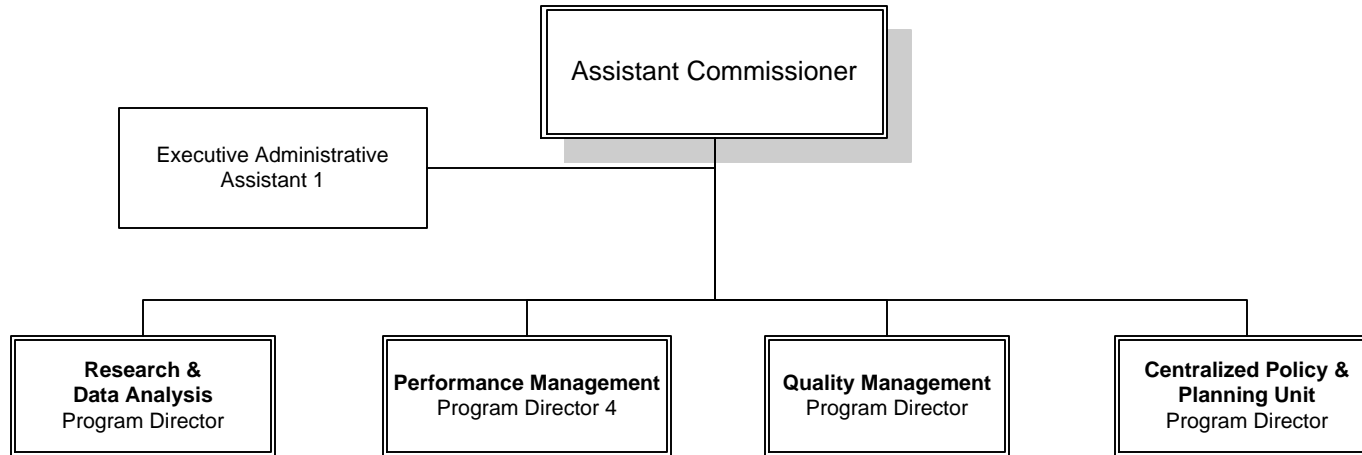 Assistant Commissioner
Executive Administrative
Assistant 1
Research &
Data Analysis
Program Director
Performance Management
Program Director 4
Quality Management
Program Director
Centralized Policy &
Planning Unit
Program Director